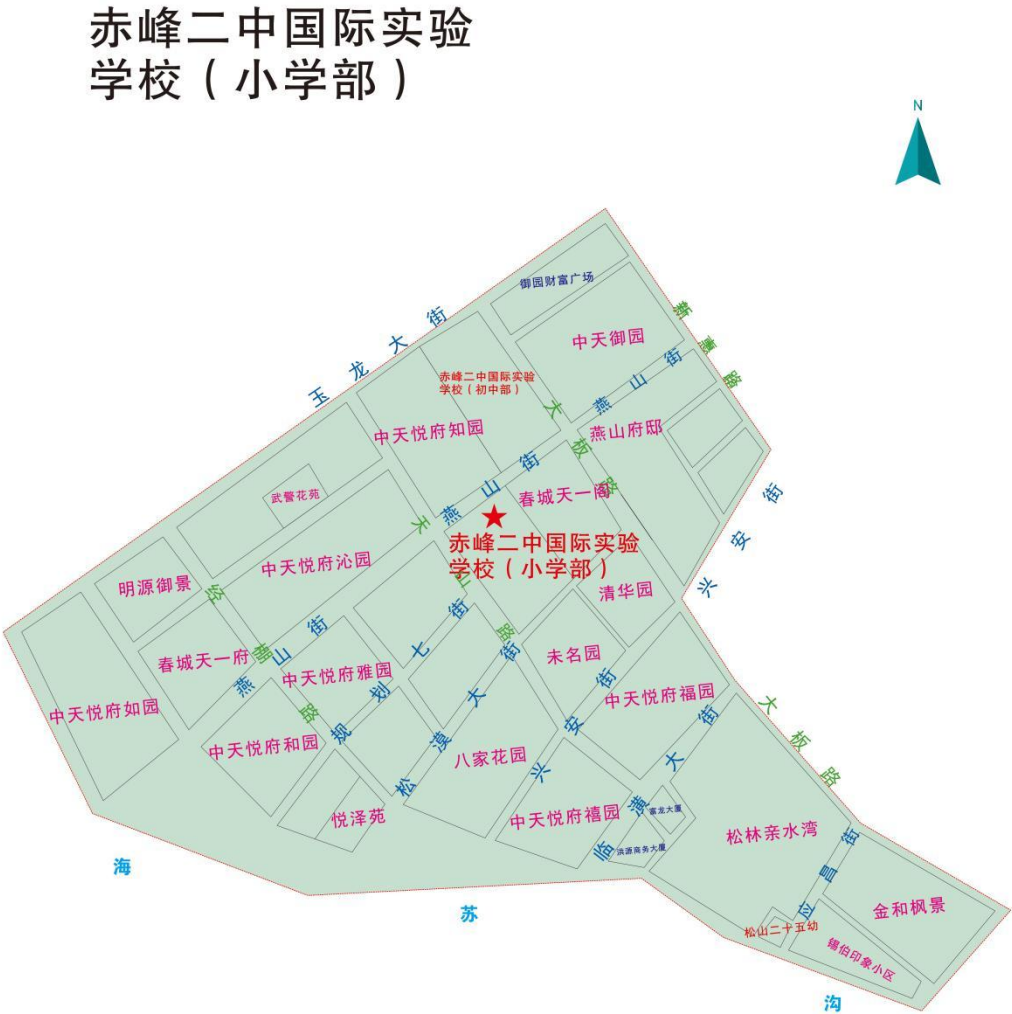 赤峰二中国际实验
学校（小学部）
N
御园财富广场
中天御园
新惠路
玉龙大街
赤峰二中国际实验
学校（初中部）
燕山街
大板路
燕山府邸
中天悦府知园
燕山街
春城天一阁
武警花苑
天山路
兴安街
赤峰二中国际实验
学校（小学部）
中天悦府沁园
明源御景
经棚路
清华园
规划七街
燕山街
春城天一府
中天悦府雅园
未名园
松漠大街
兴安街
中天悦府福园
中天悦府如园
中天悦府和园
八家花园
大板路
临潢大街
悦泽苑
中天悦府禧园
富龙大厦
洪源商务大厦
松林亲水湾
应昌街
金和枫景
松山二十五幼
锡伯印象小区
海
苏
沟